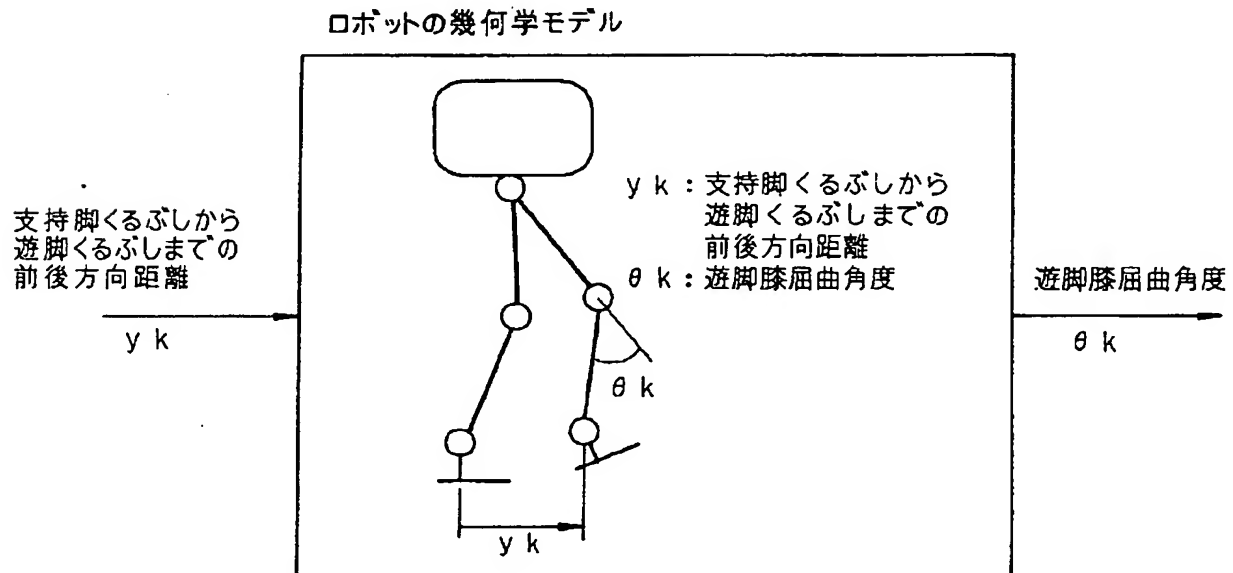 ロボットの幾何学モデル
支持脚くるぶしから
遊脚くるぶしまでの
前後方向距離
y k
y k : 支持脚くるぶしから
遊脚くるぶしまでの
前後方向距離
θ k : 遊脚膝屈曲角度
θ k
y k
遊脚膝屈曲角度
θ k